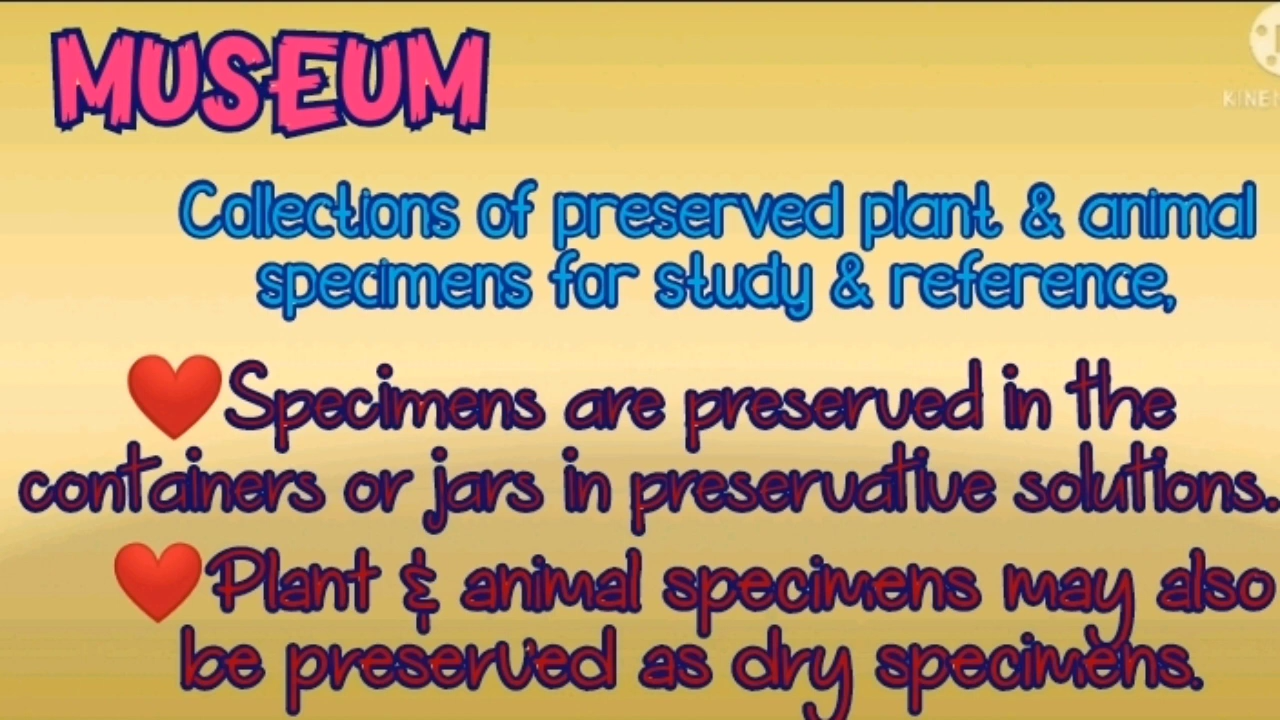 MUSEUM
KINE
Collections of preserved plant & animal
specimens for study & reference,
❤️Specimens are preserved in the
containers or jars in preservative solutions.
❤️Plant & animal specimens may also
be preserved as dry specimens.